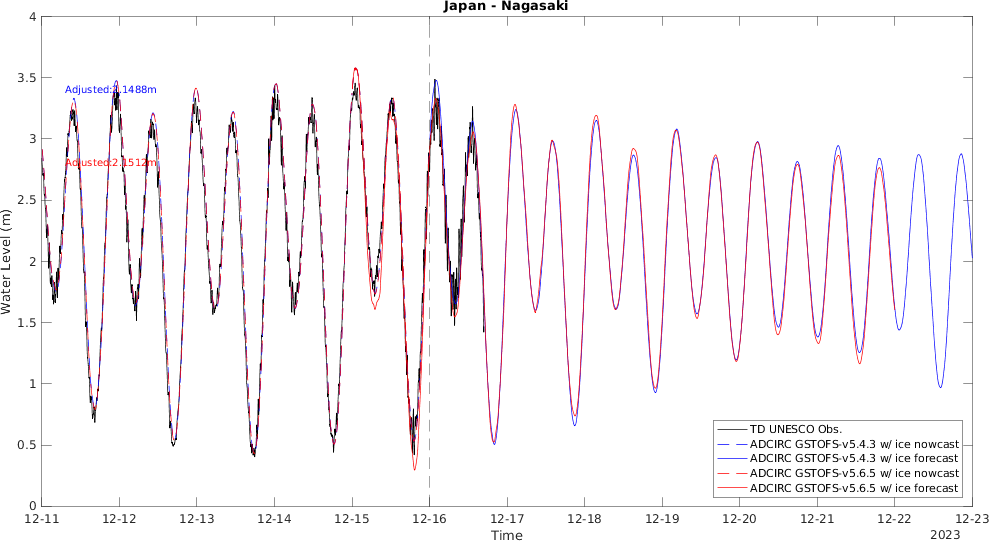 Japan - Nagasaki
4
3.5
3
2.5
2
1.5
1
0.5
0
Water Level (m)
Adjusted:2.1488m
Adjusted:2.1512m
TD UNESCO Obs.
ADCIRC GSTOFS-v5.4.3 w/ ice nowcast
ADCIRC GSTOFS-v5.4.3 w/ ice forecast
ADCIRC GSTOFS-v5.6.5 w/ ice nowcast
ADCIRC GSTOFS-v5.6.5 w/ ice forecast
12-11 12-12 12-13 12-14 12-15 12-16 12-17 12-18 12-19 12-20 12-21 12-22 12-23
Time
2023